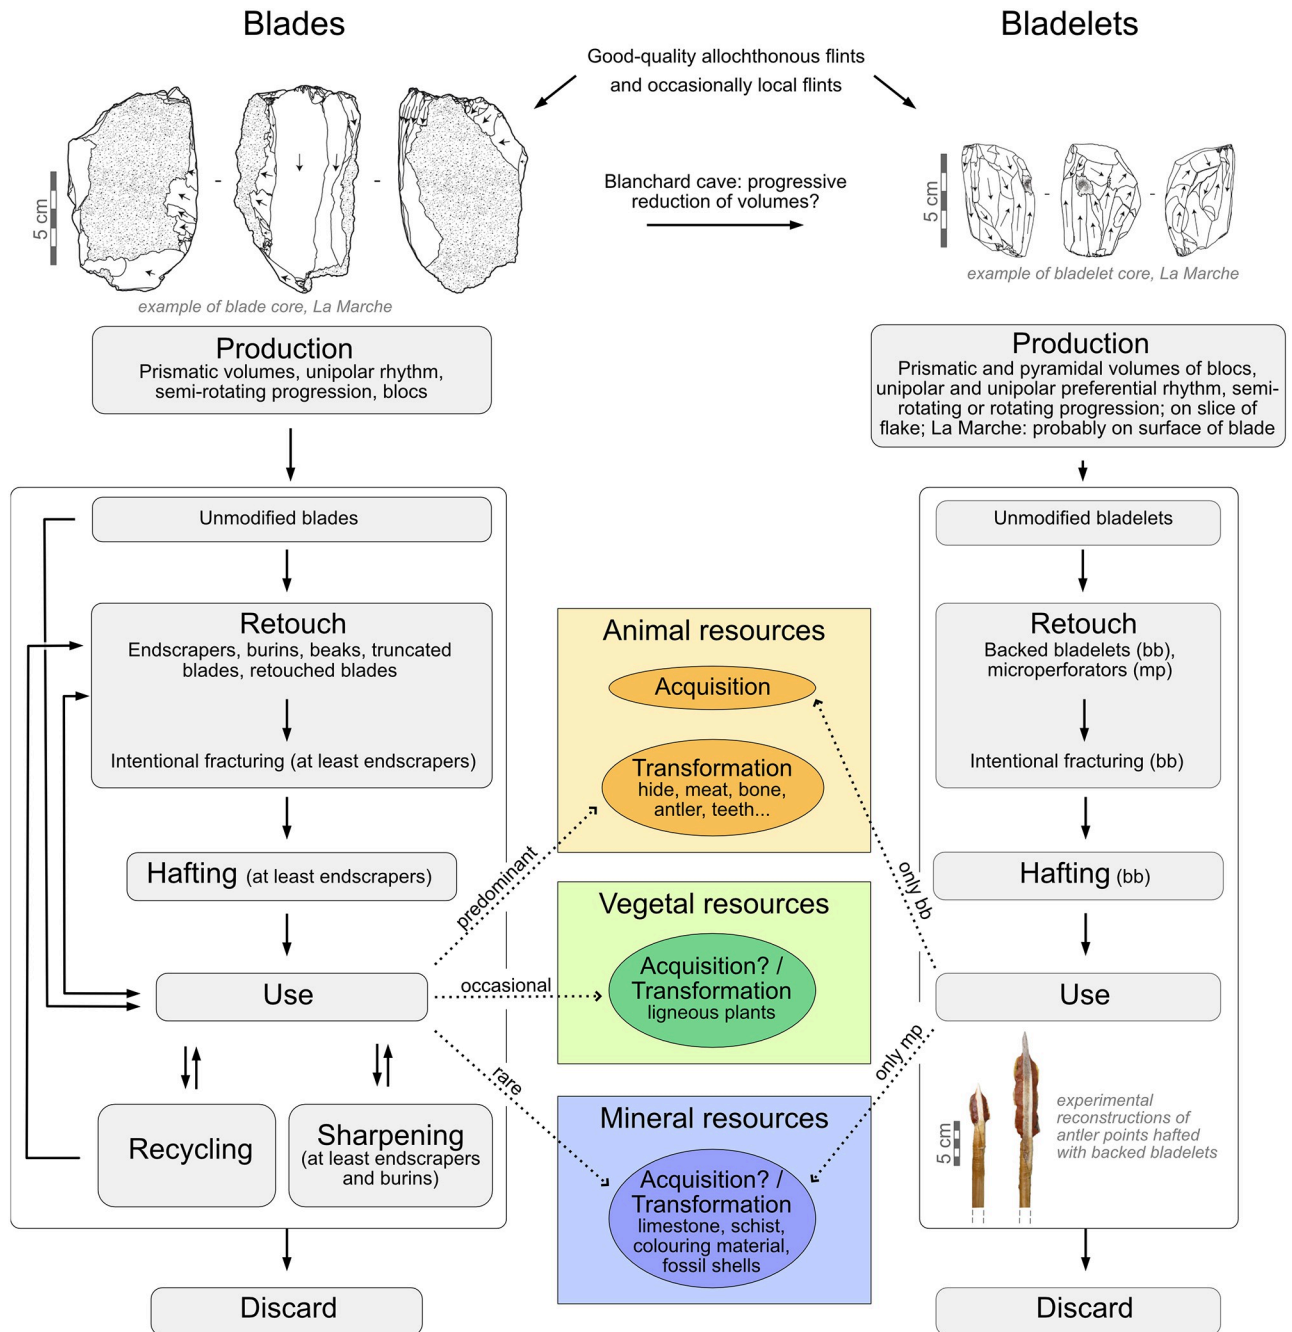 Blades
Bladelets
Good-quality allochthonous flints
and occasionally local flints
5 cm
-
-
Blanchard cave: progressive
reduction of volumes?
5 cm
-
-
example of blade core, La Marche
example of bladelet core, La Marche
Production
Prismatic volumes, unipolar rhythm,
semi-rotating progression, blocs
Production
Prismatic and pyramidal volumes of blocs,
unipolar and unipolar preferential rhythm, semi-
rotating or rotating progression; on slice of
flake; La Marche: probably on surface of blade
Unmodified blades
Retouch
Endscrapers, burins, beaks, truncated
blades, retouched blades
Intentional fracturing (at least endscrapers)
Hafting (at least endscrapers)
Use
Recycling
Sharpening
(at least endscrapers
and burins)
Discard
predominant
occasional
rare
Animal resources
Acquisition
Transformation
hide, meat, bone,
antler, teeth...
Vegetal resources
Acquisition? /
Transformation
ligneous plants
Mineral resources
Acquisition? /
Transformation
limestone, schist,
colouring material,
fossil shells
only bb
only mp
Unmodified bladelets
Retouch
Backed bladelets (bb),
microperforators (mp)
Intentional fracturing (bb)
Hafting (bb)
Use
5 cm
experimental
reconstructions of
antler points hafted
with backed bladelets
Discard